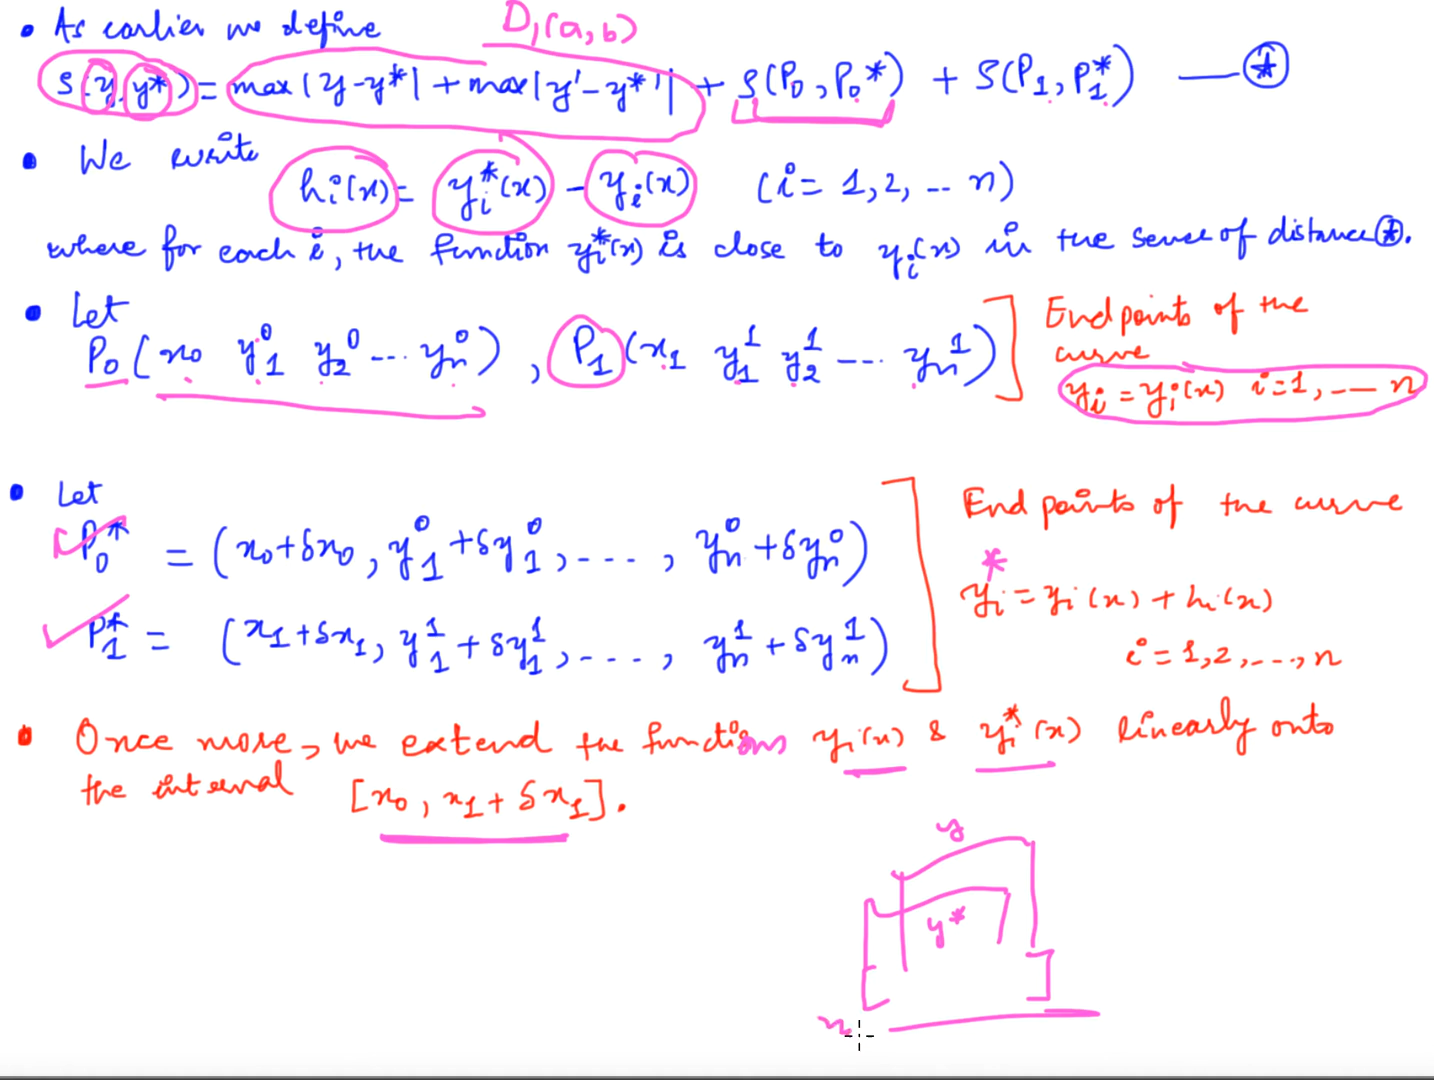 • As earlier we define D₁(a,b)
ρ(y, y*) = max|y-y*| + max|y'-y*'| + ρ(P₀, P₀*) + ρ(P₁, P₁*) — ⊛
• We write
hᵢ(x) = yᵢ*(x) - yᵢ(x) (i = 1,2, .. n)
where for each i, the function yᵢ*(x) is close to yᵢ(x) in the sense of distance ⊛.
• Let
P₀(x₀ y₁⁰ y₂⁰ ... yₙ⁰), P₁(x₁ y₁¹ y₂¹ --- yₙ¹)] End points of the curve
yᵢ = yᵢ(x) i=1, --- n
• Let
P₀* = (x₀+δx₀, y₁⁰+δy₁⁰, ...., yₙ⁰+δyₙ⁰) ] End points of the curve
P₁* = (x₁+δx₁, y₁¹+δy₁¹, ...., yₙ¹+δyₙ¹)
yᵢ* = yᵢ(x) + hᵢ(x)
i = 1,2,...,n
• Once more, we extend the functions yᵢ(x) & yᵢ*(x) linearly onto
the interval [x₀, x₁+δx₁].
y
y*
x